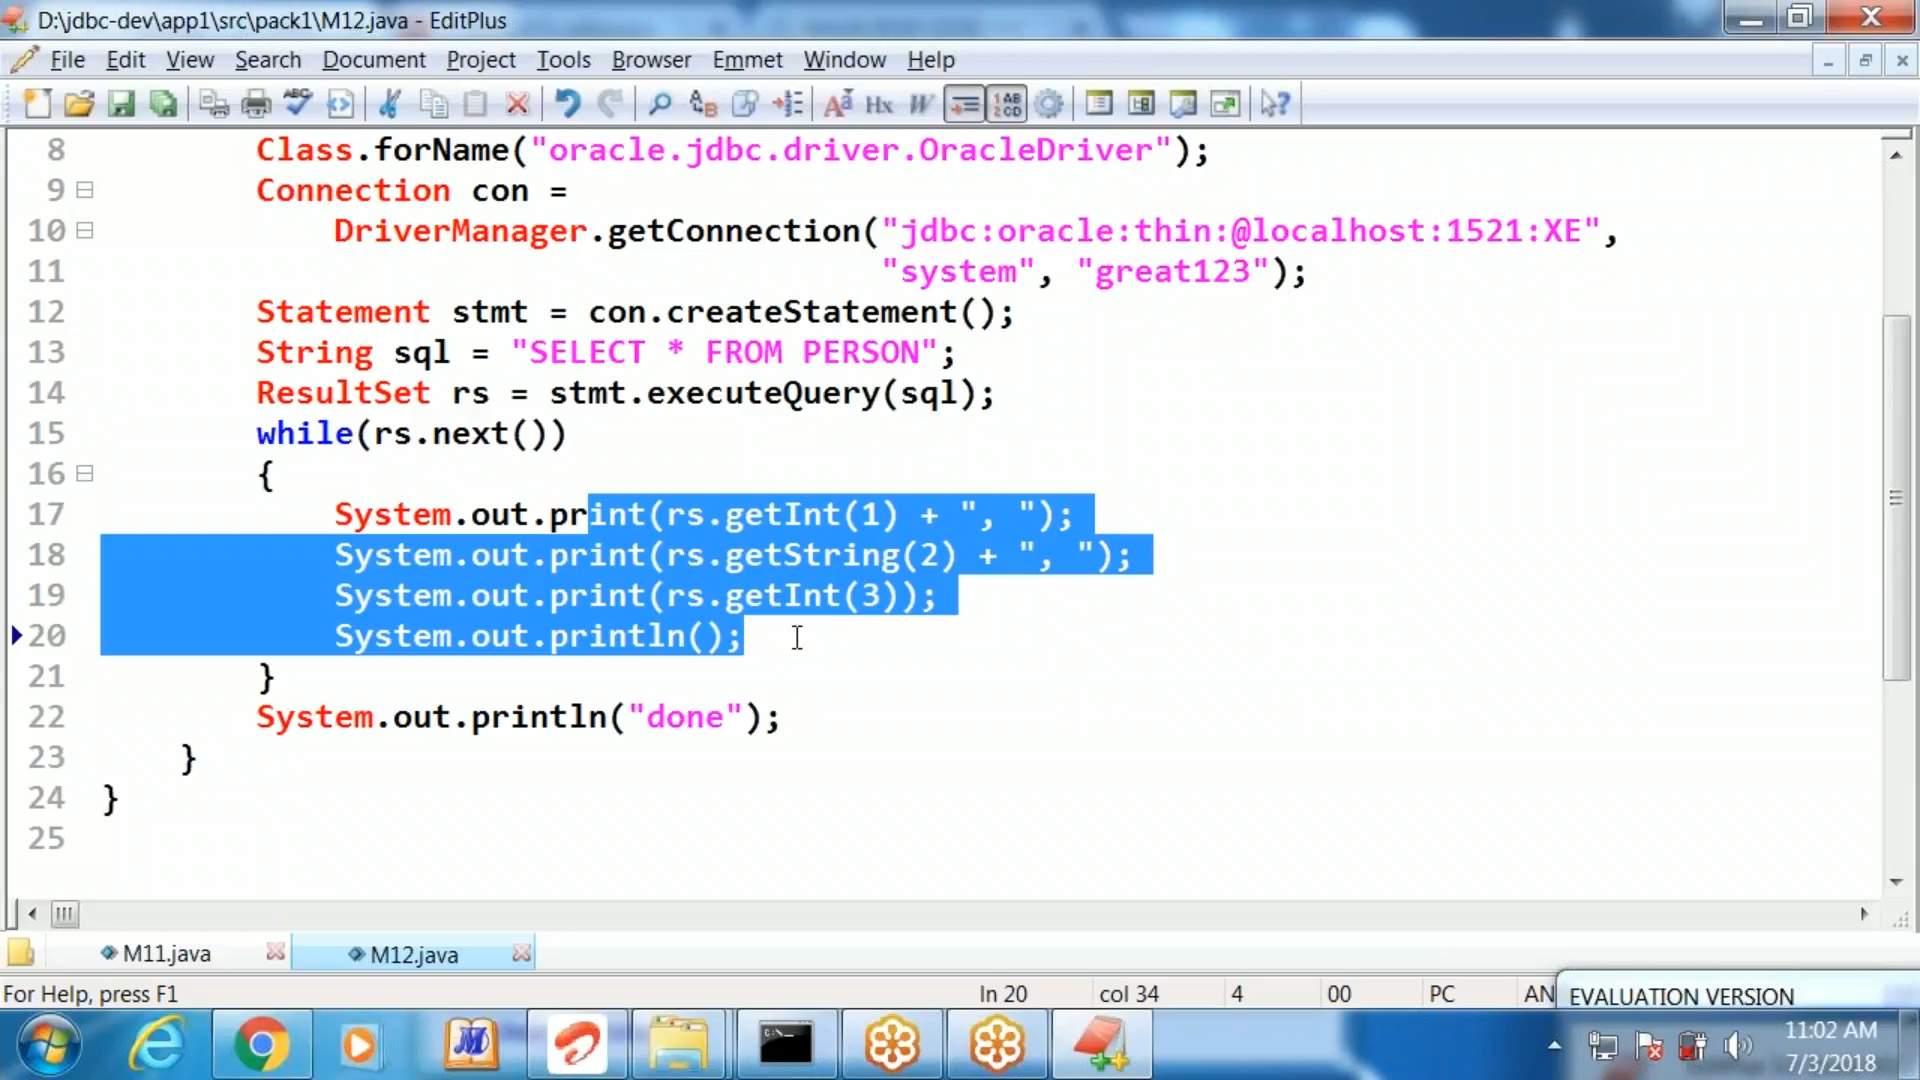 D:\jdbc-dev\app1\src\pack1\M12.java - EditPlus
File Edit View Search Document Project Tools Browser Emmet Window Help
8 Class.forName("oracle.jdbc.driver.OracleDriver");
9 Connection con =
10 DriverManager.getConnection("jdbc:oracle:thin:@localhost:1521:XE",
11 "system", "great123");
12 Statement stmt = con.createStatement();
13 String sql = "SELECT * FROM PERSON";
14 ResultSet rs = stmt.executeQuery(sql);
15 while(rs.next())
16 {
17 System.out.print(rs.getInt(1) + ", ");
18 System.out.print(rs.getString(2) + ", ");
19 System.out.print(rs.getInt(3));
20 System.out.println();
21 }
22 System.out.println("done");
23 }
24 }
25
M11.java M12.java
For Help, press F1 ln 20 col 34 4 00 PC AN EVALUATION VERSION
11:02 AM
7/3/2018